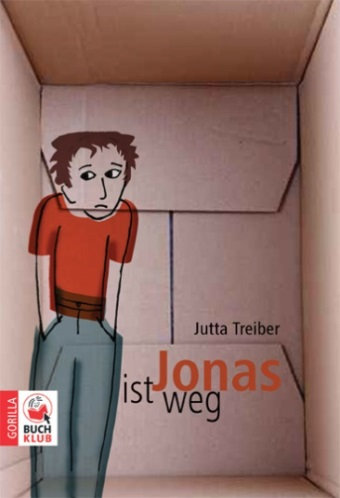 Jutta Treiber
Jonas
ist weg
GORILLA
BUCH
KLUB